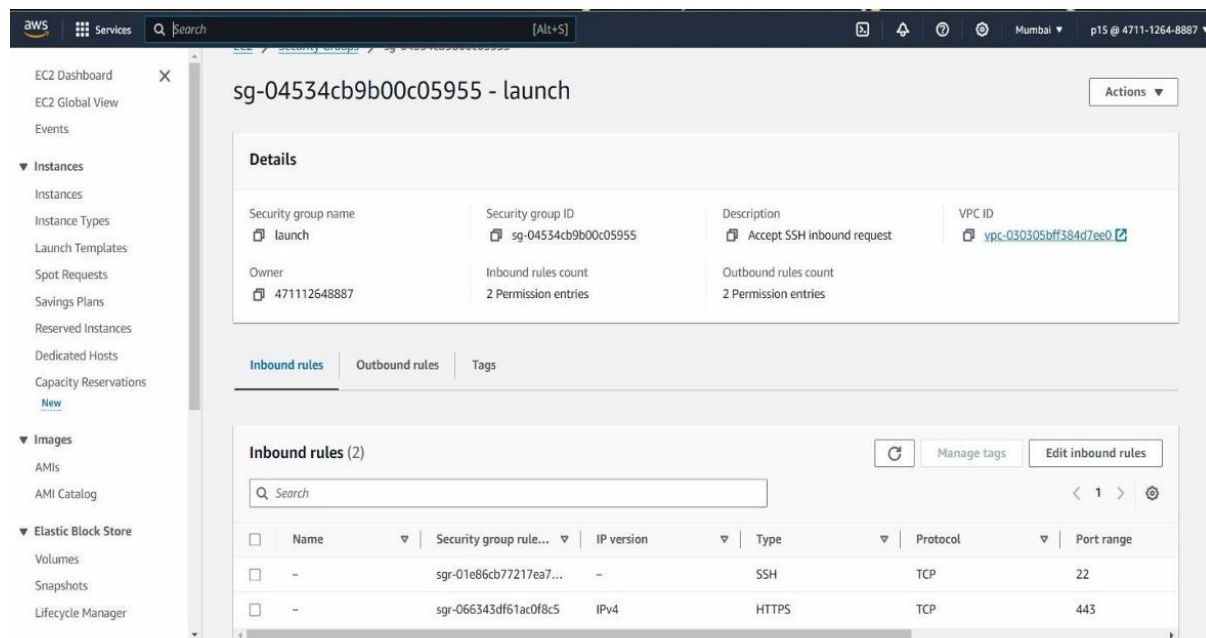 aws Services Search [Alt+S] Mumbai p15 @ 4711-1264-8887
EC2 Security Groups sg-04534cb9b00c05955
EC2 Dashboard
EC2 Global View
Events
Instances
Instances
Instance Types
Launch Templates
Spot Requests
Savings Plans
Reserved Instances
Dedicated Hosts
Capacity Reservations
New
Images
AMIs
AMI Catalog
Elastic Block Store
Volumes
Snapshots
Lifecycle Manager
sg-04534cb9b00c05955 - launch
Actions
Details
Security group name
launch
Security group ID
sg-04534cb9b00c05955
Description
Accept SSH inbound request
VPC ID
vpc-030305bff384d7ee0
Owner
471112648887
Inbound rules count
2 Permission entries
Outbound rules count
2 Permission entries
Inbound rules Outbound rules Tags
Inbound rules (2)
Manage tags Edit inbound rules
Search
1
Name Security group rule... IP version Type Protocol Port range
– sgr-01e86cb77217ea7... – SSH TCP 22
– sgr-066343df61ac0f8c5 IPv4 HTTPS TCP 443